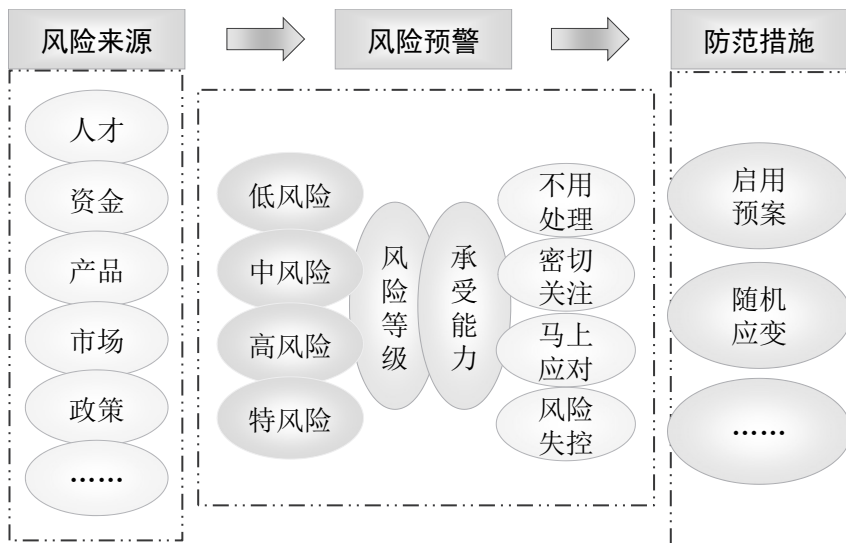 风险来源
风险预警
防范措施
人才
资金
产品
市场
政策
……
低风险
中风险
高风险
特风险
风险等级
承受能力
不用
处理
密切
关注
马上
应对
风险
失控
启用
预案
随机
应变
……